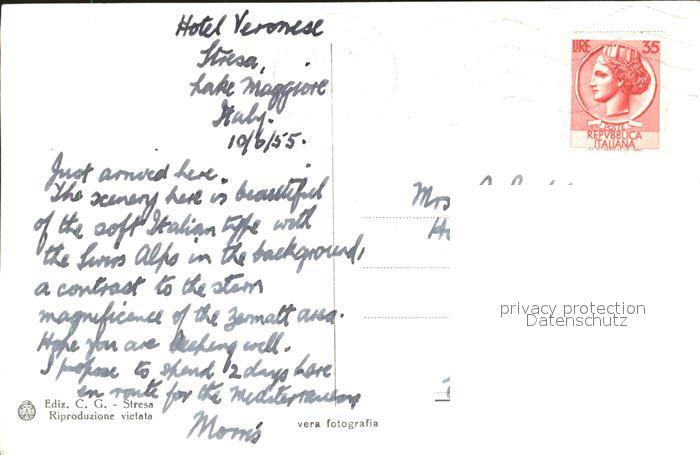 Hotel Veronese
Stresa,
Lake Maggiore
Italy.
10/6/55.
Just arrived here.
The scenery here is beautiful
of the soft Italian type with
the Swiss Alps in the background,
a contrast to the stern
magnificence of the Zermatt area.
Hope you are keeping well.
I propose to spend 2 days here
en route for the Mediterranean
Morris
LIRE 35
POSTE
REPVBBLICA
ITALIANA
Mrs
privacy protection
Datenschutz
Ediz. C. G. - Stresa
Riproduzione vietata
vera fotografia